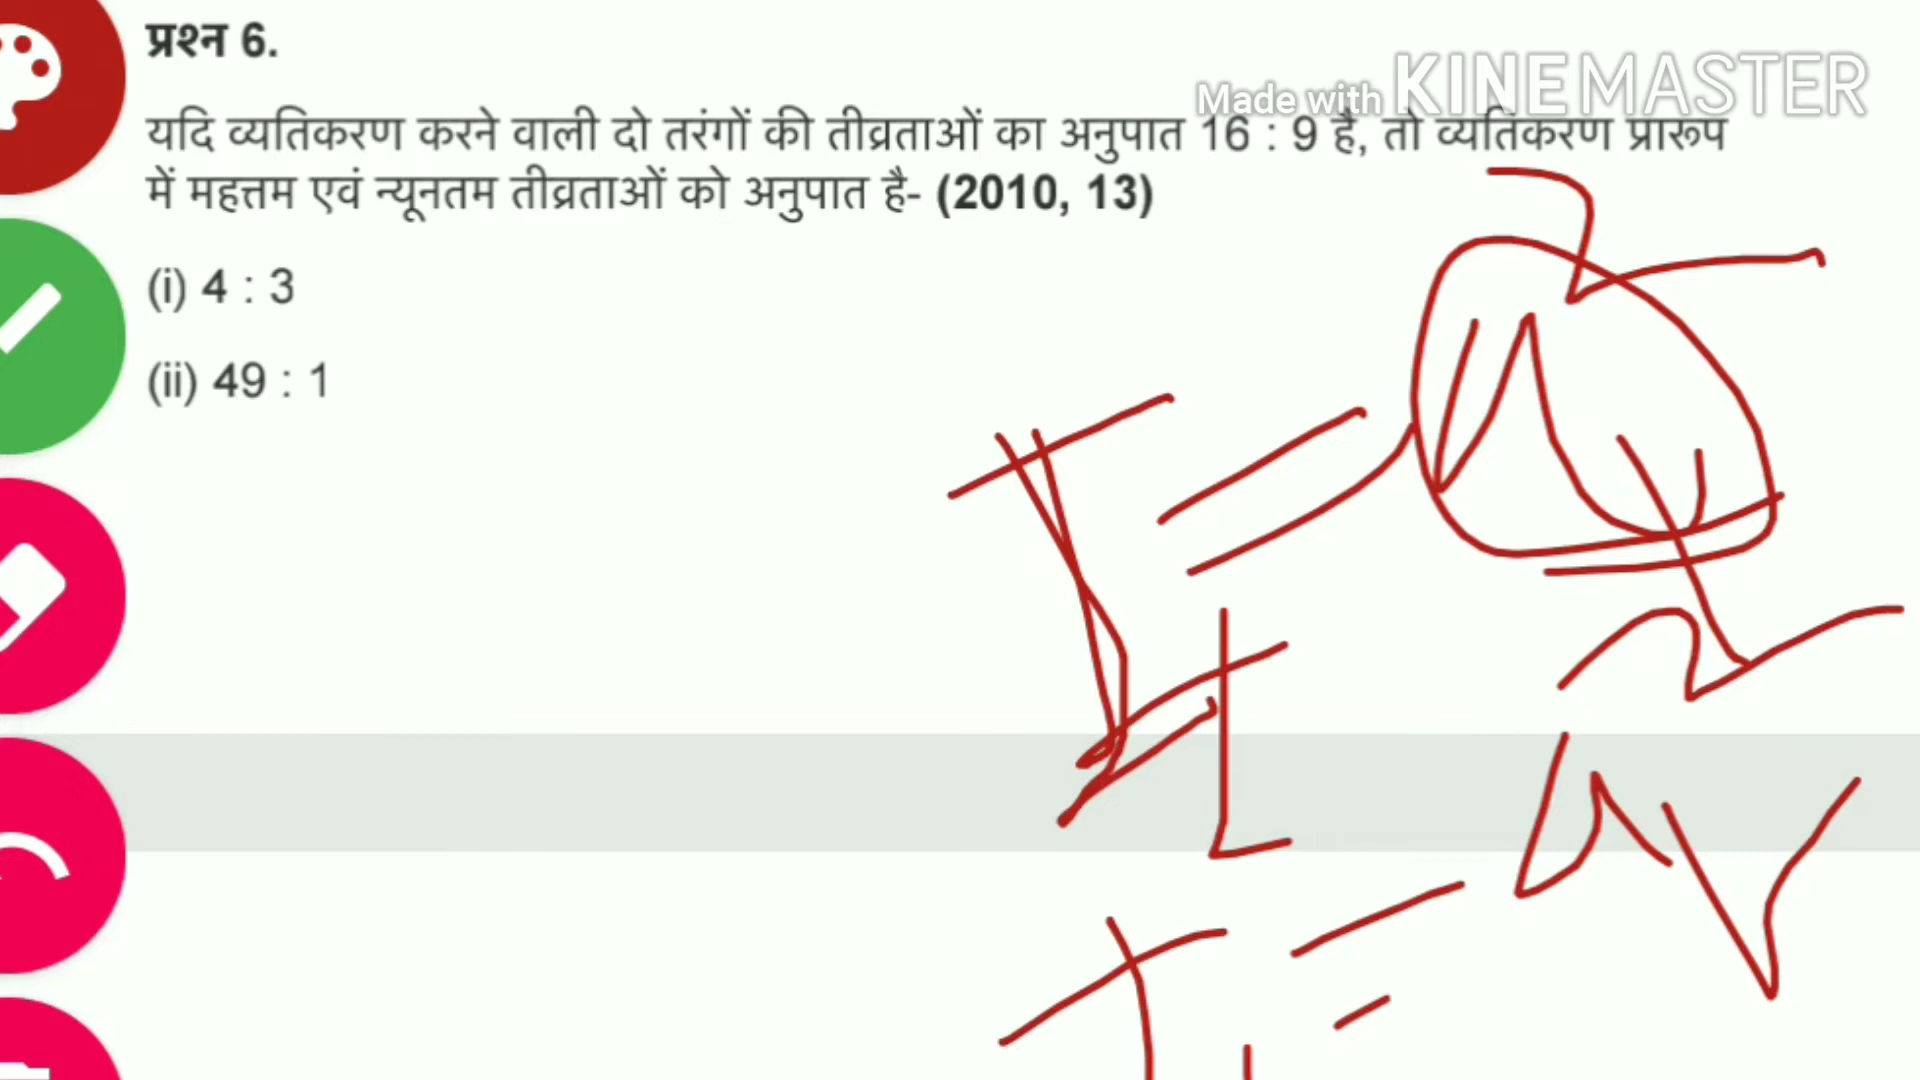 प्रश्न 6.
Made with KINEMASTER
यदि व्यतिकरण करने वाली दो तरंगों की तीव्रताओं का अनुपात 16 : 9 है, तो व्यतिकरण प्रारूप
में महत्तम एवं न्यूनतम तीव्रताओं को अनुपात है- (2010, 13)
(i) 4 : 3
(ii) 49 : 1